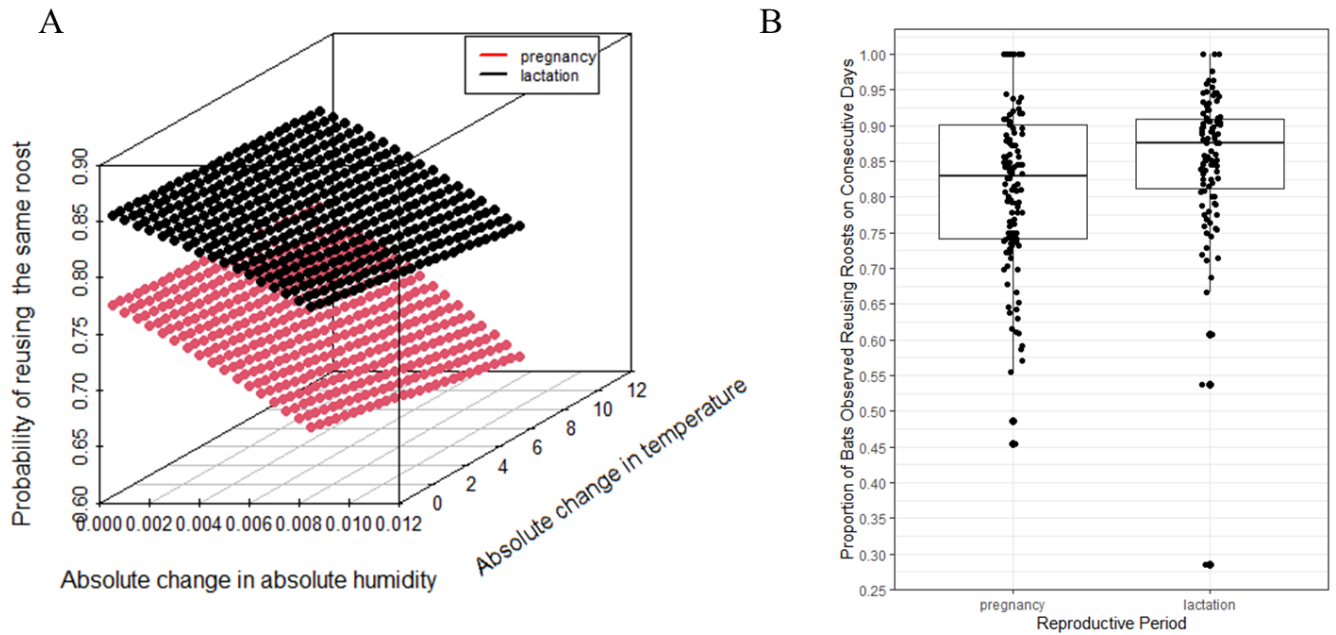 A
pregnancy
lactation
Probability of reusing the same roost
0.90
0.85
0.80
0.75
0.70
0.65
0.60
0.000 0.002 0.004 0.006 0.008 0.010 0.012
Absolute change in absolute humidity
0
2
4
6
8
10
12
Absolute change in temperature
B
Proportion of Bats Observed Reusing Roosts on Consecutive Days
1.00
0.95
0.90
0.85
0.80
0.75
0.70
0.65
0.60
0.55
0.50
0.45
0.40
0.35
0.30
0.25
pregnancy lactation
Reproductive Period